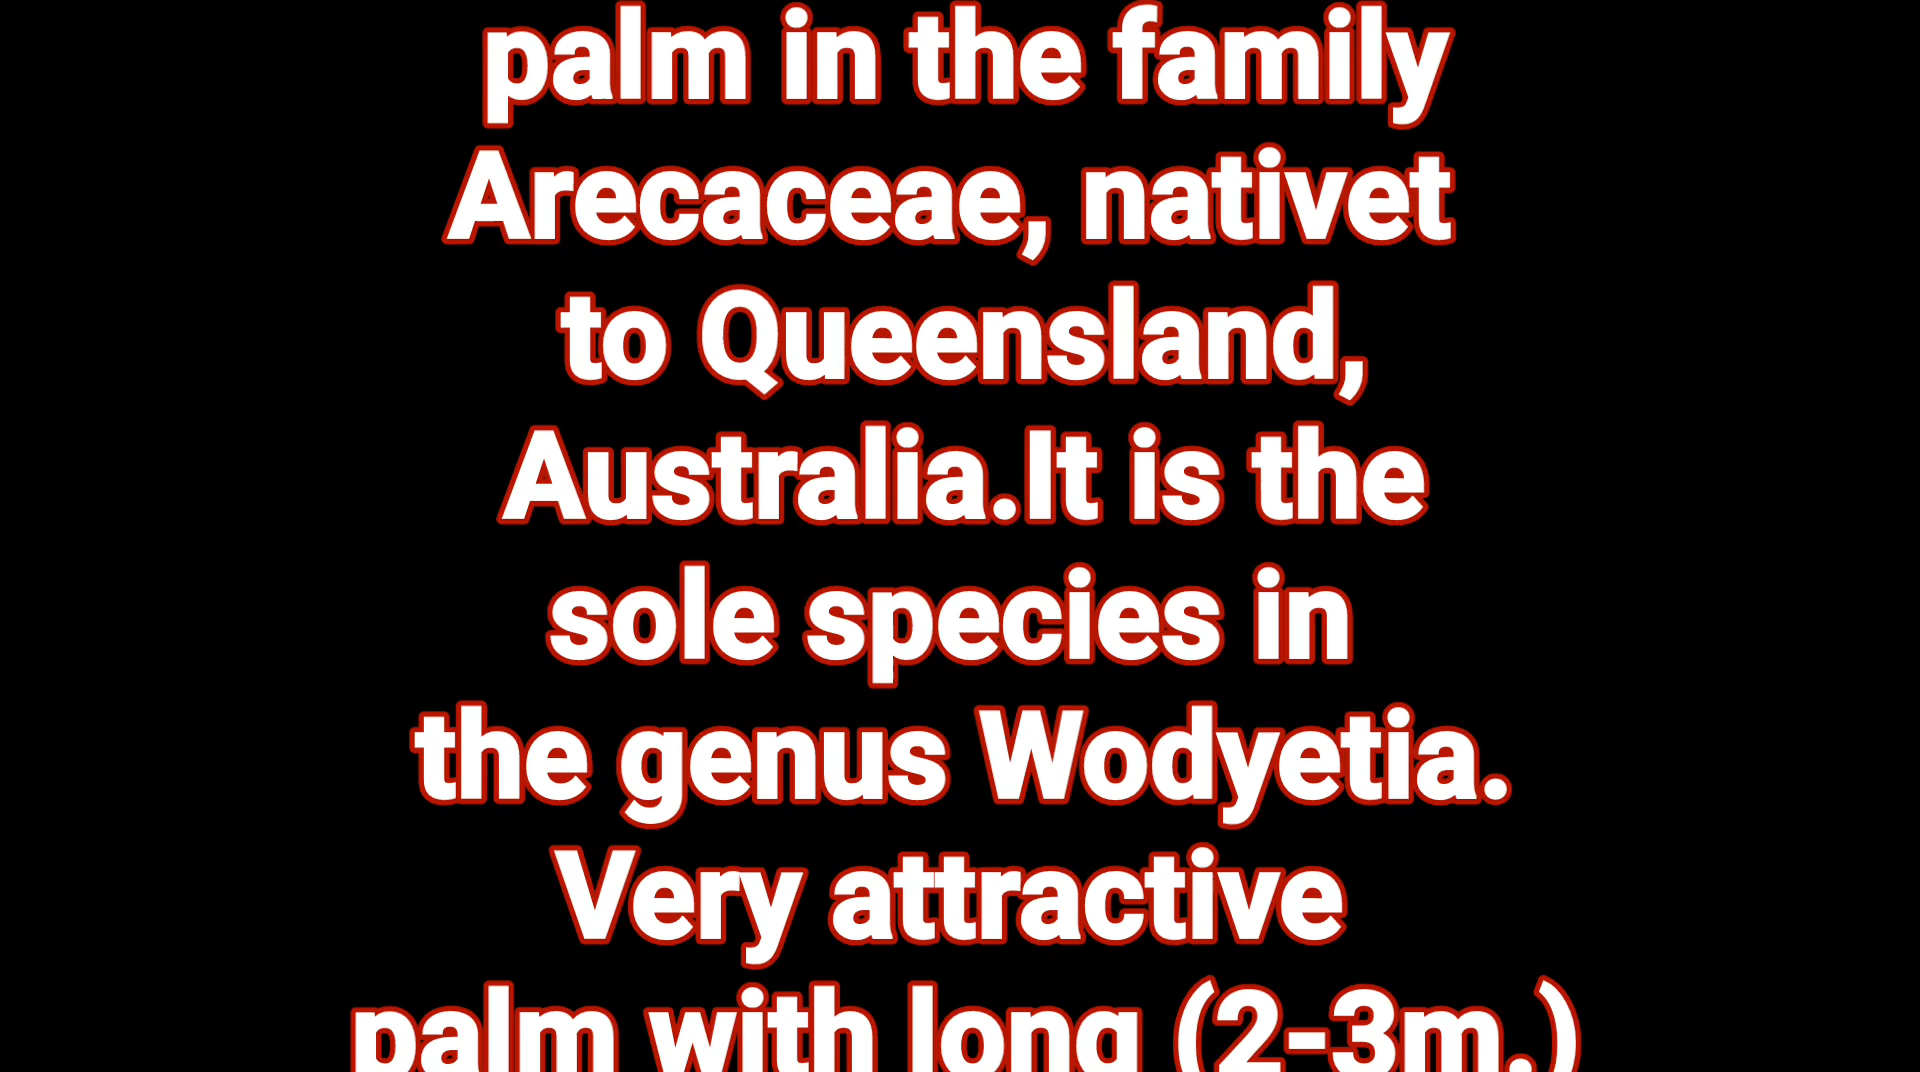 palm in the family
Arecaceae, nativet
to Queensland,
Australia.It is the
sole species in
the genus Wodyetia.
Very attractive
palm with long (2-3m.)